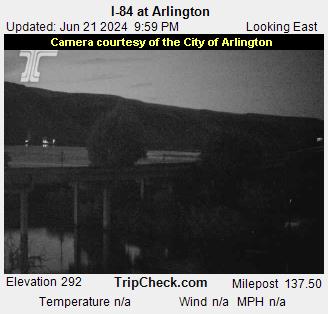 I-84 at Arlington
Updated: Jun 21 2024 9:59 PM Looking East
Camera courtesy of the City of Arlington
Elevation 292 TripCheck.com Milepost 137.50
Temperature n/a Wind n/a MPH n/a